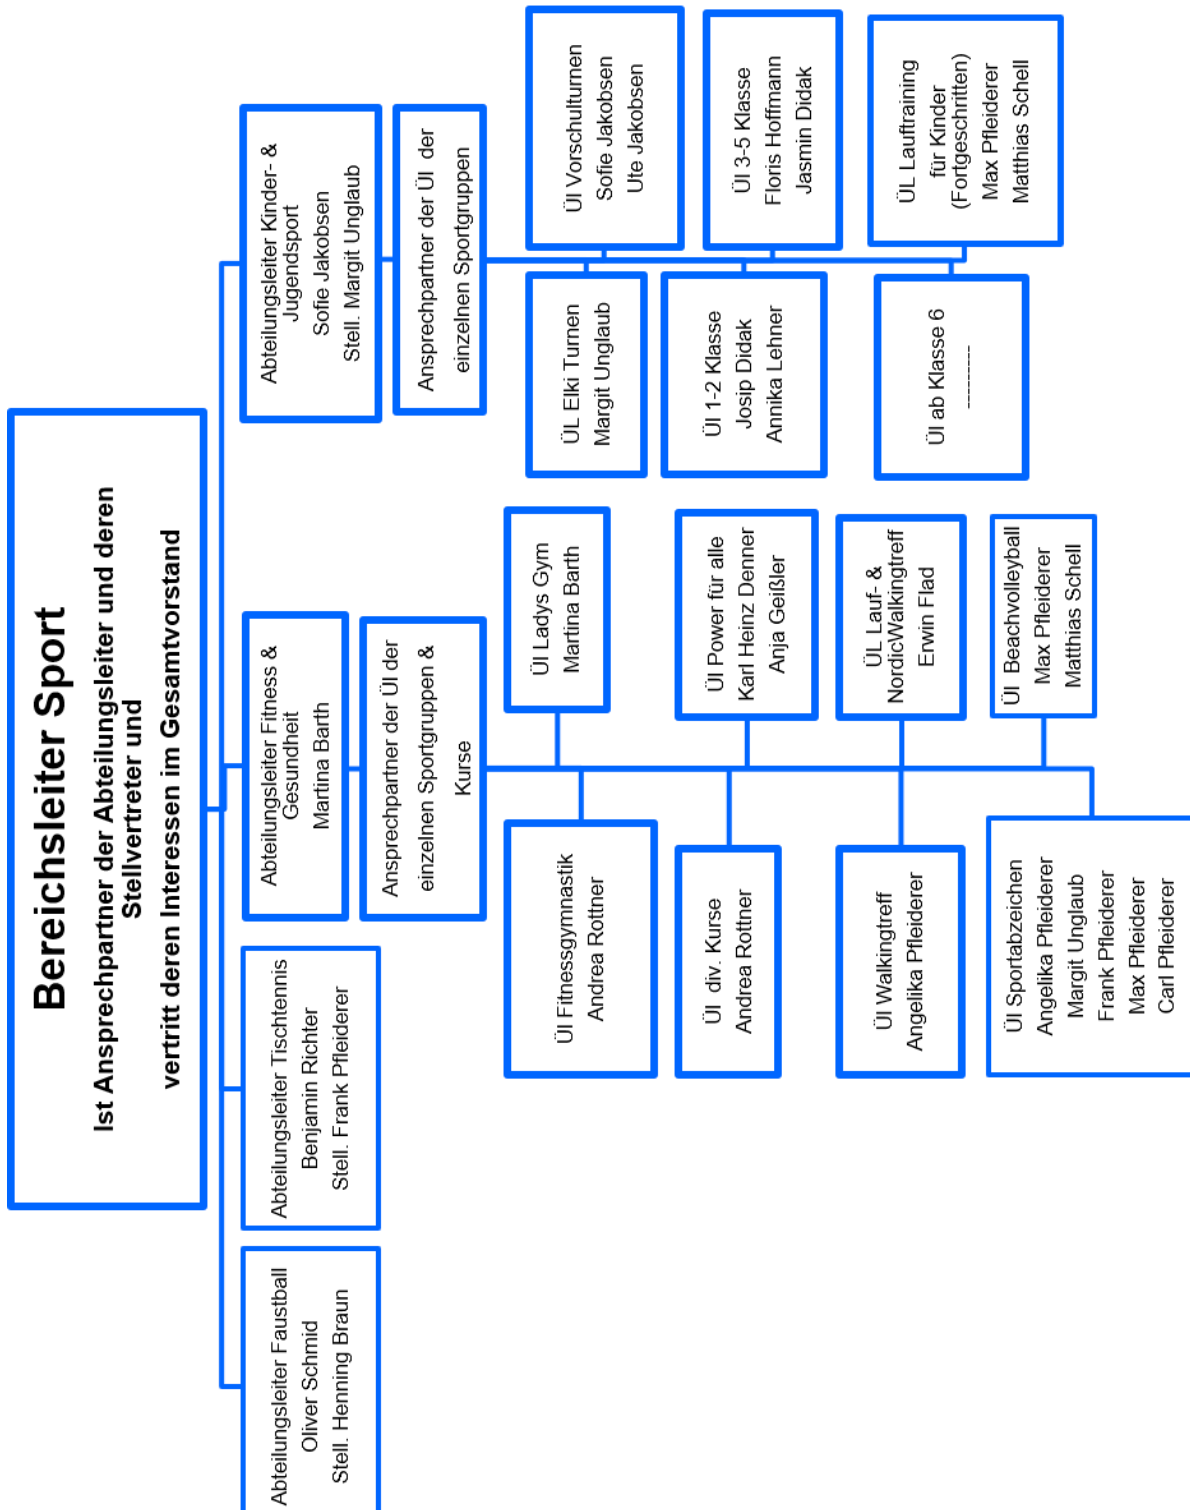 Bereichsleiter Sport
Ist Ansprechpartner der Abteilungsleiter und deren
Stellvertreter und
vertritt deren Interessen im Gesamtvorstand
Abteilungsleiter Faustball
Oliver Schmid
Stell. Henning Braun
Abteilungsleiter Tischtennis
Benjamin Richter
Stell. Frank Pfleiderer
Abteilungsleiter Fitness &
Gesundheit
Martina Barth
Ansprechpartner der Ül der
einzelnen Sportgruppen &
Kurse
Ül Fitnessgymnastik
Andrea Rottner
Ül Ladys Gym
Martina Barth
Ül div. Kurse
Andrea Rottner
Ül Power für alle
Karl Heinz Denner
Anja Geißler
Ül Walkingtreff
Angelika Pfleiderer
ÜL Lauf- &
NordicWalkingtreff
Erwin Flad
Ül Sportabzeichen
Angelika Pfleiderer
Margit Unglaub
Frank Pfleiderer
Max Pfleiderer
Carl Pfleiderer
Ül Beachvolleyball
Max Pfleiderer
Matthias Schell
Abteilungsleiter Kinder- &
Jugendsport
Sofie Jakobsen
Stell. Margit Unglaub
Ansprechpartner der Ül der
einzelnen Sportgruppen
ÜL Elki Turnen
Margit Unglaub
Ül Vorschulturnen
Sofie Jakobsen
Ute Jakobsen
Ül 1-2 Klasse
Josip Didak
Annika Lehner
Ül 3-5 Klasse
Floris Hoffmann
Jasmin Didak
Ül ab Klasse 6
---------
ÜL Lauftraining
für Kinder
(Fortgeschritten)
Max Pfleiderer
Matthias Schell